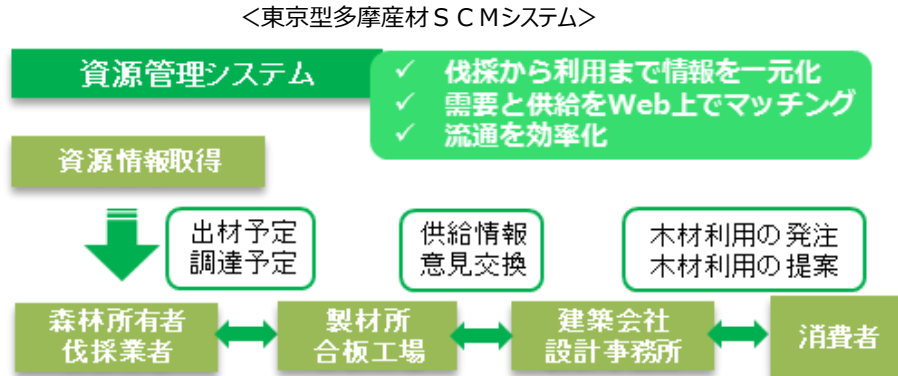 <東京型多摩産材ＳＣＭシステム>
資源管理システム
✓ 伐採から利用まで情報を一元化
✓ 需要と供給をWeb上でマッチング
✓ 流通を効率化
資源情報取得
出材予定
調達予定
供給情報
意見交換
木材利用の発注
木材利用の提案
森林所有者
伐採業者
製材所
合板工場
建築会社
設計事務所
消費者